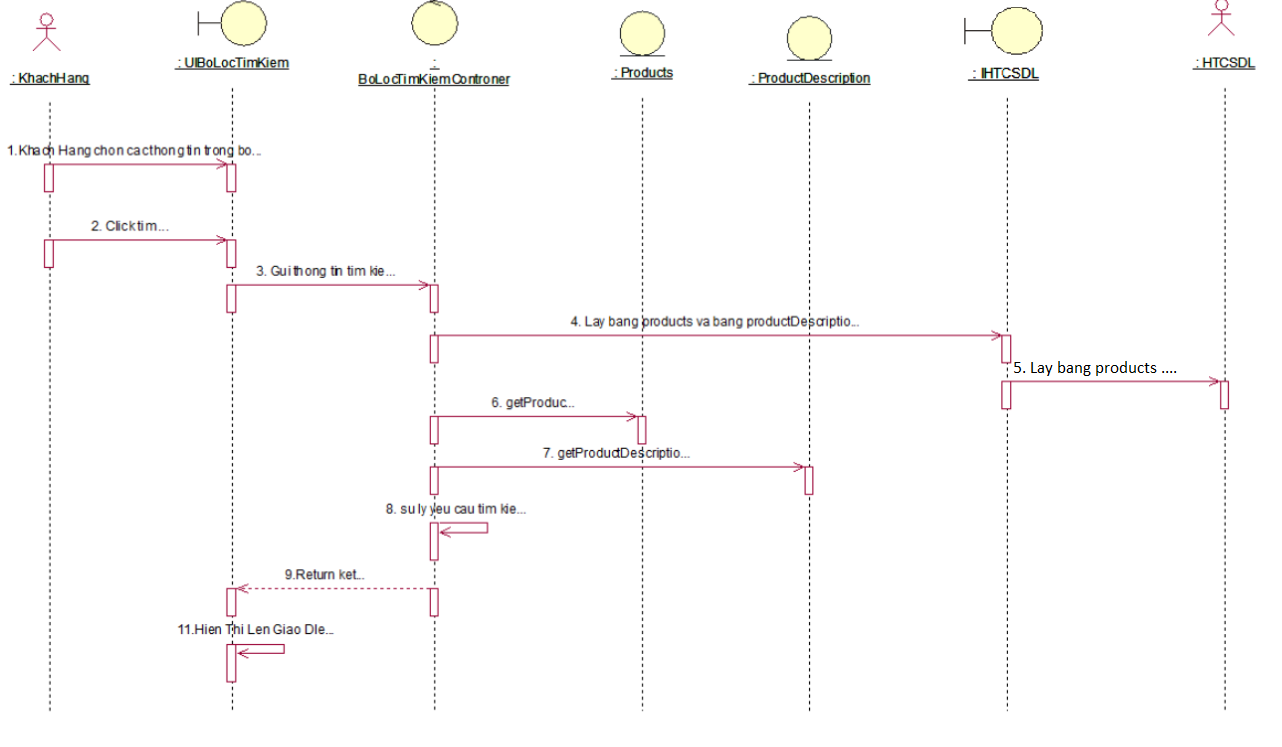 : KhachHang
: UIBoLocTimKiem
:
BoLocTimKiemControner
: Products
: ProductDescription
: IHTCSDL
: HTCSDL
1.Khach Hang chon cac thong tin trong bo...
2. Click tim...
3. Gui thong tin tim kie...
4. Lay bang products va bang productDescriptio...
5. Lay bang products ....
6. getProduc...
7. getProductDescriptio...
8. su ly yeu cau tim kie...
9.Return ket...
11.Hien Thi Len Giao DIe...